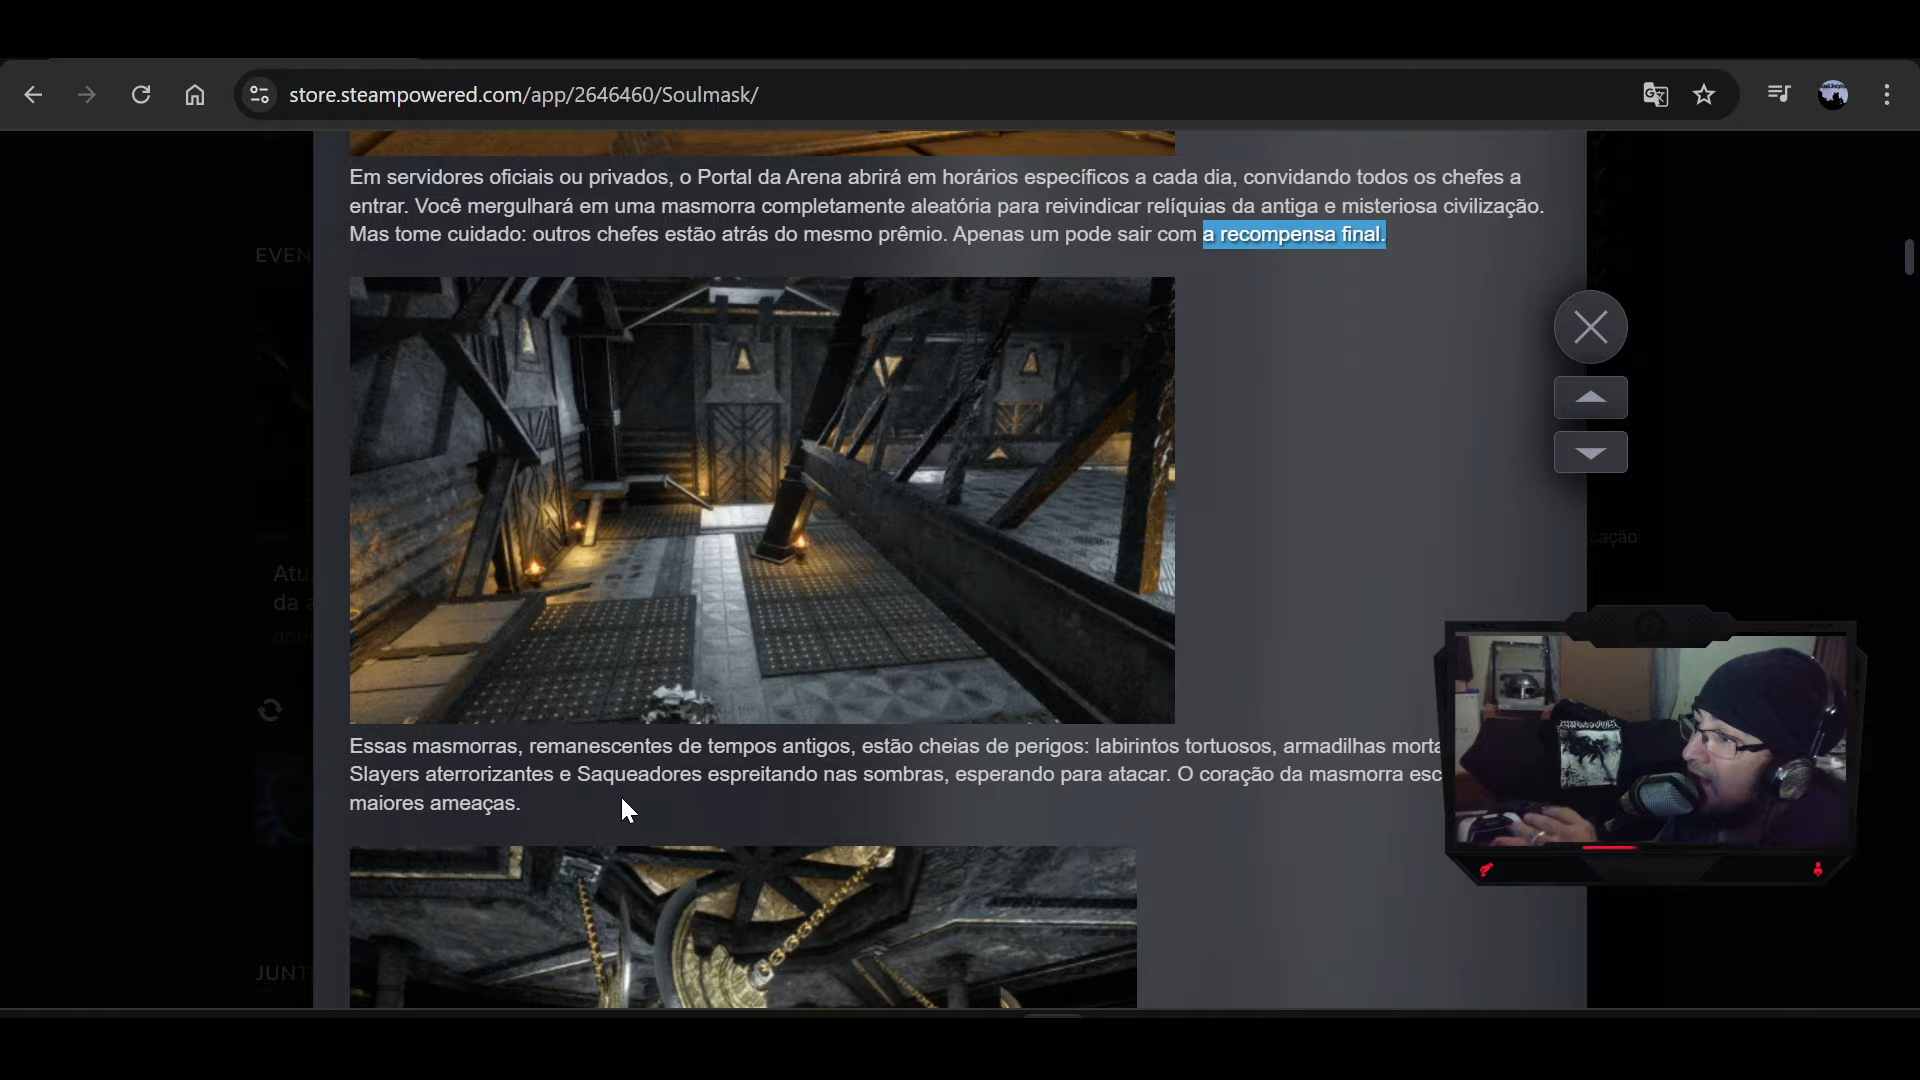 store.steampowered.com/app/2646460/Soulmask/
Em servidores oficiais ou privados, o Portal da Arena abrirá em horários específicos a cada dia, convidando todos os chefes a
entrar. Você mergulhará em uma masmorra completamente aleatória para reivindicar relíquias da antiga e misteriosa civilização.
Mas tome cuidado: outros chefes estão atrás do mesmo prêmio. Apenas um pode sair com a recompensa final.
EVEN
Atu
da a
JUNT
Essas masmorras, remanescentes de tempos antigos, estão cheias de perigos: labirintos tortuosos, armadilhas morta
Slayers aterrorizantes e Saqueadores espreitando nas sombras, esperando para atacar. O coração da masmorra esc
maiores ameaças.